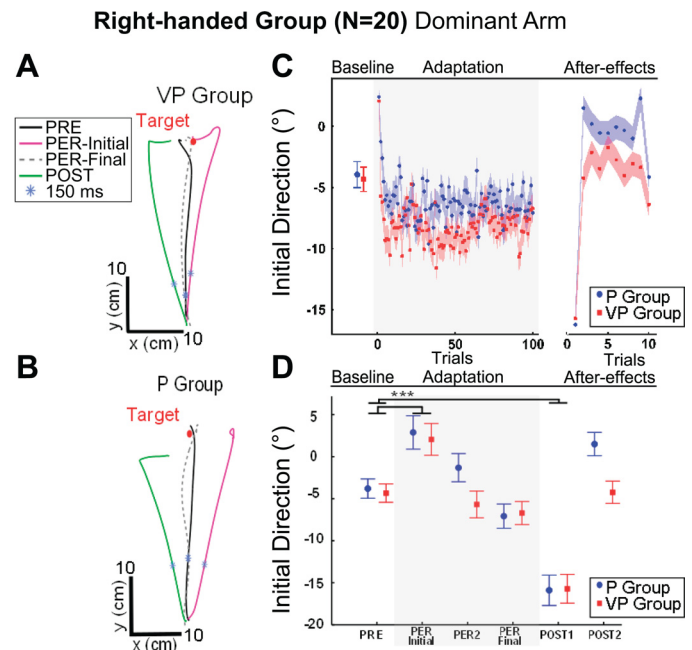 Right-handed Group (N=20) Dominant Arm
A
VP Group
Target
PRE
PER-Initial
PER-Final
POST
150 ms
10
y (cm)
x (cm)
10
B
P Group
Target
10
y (cm)
x (cm)
10
C
Baseline Adaptation After-effects
Initial Direction (°)
0
-5
-10
-15
0 50 100
Trials
0 5 10
Trials
P Group
VP Group
D
Baseline Adaptation After-effects
***
Initial Direction (°)
5
0
-5
-10
-15
-20
PRE PER Initial PER2 PER Final POST1 POST2
P Group
VP Group